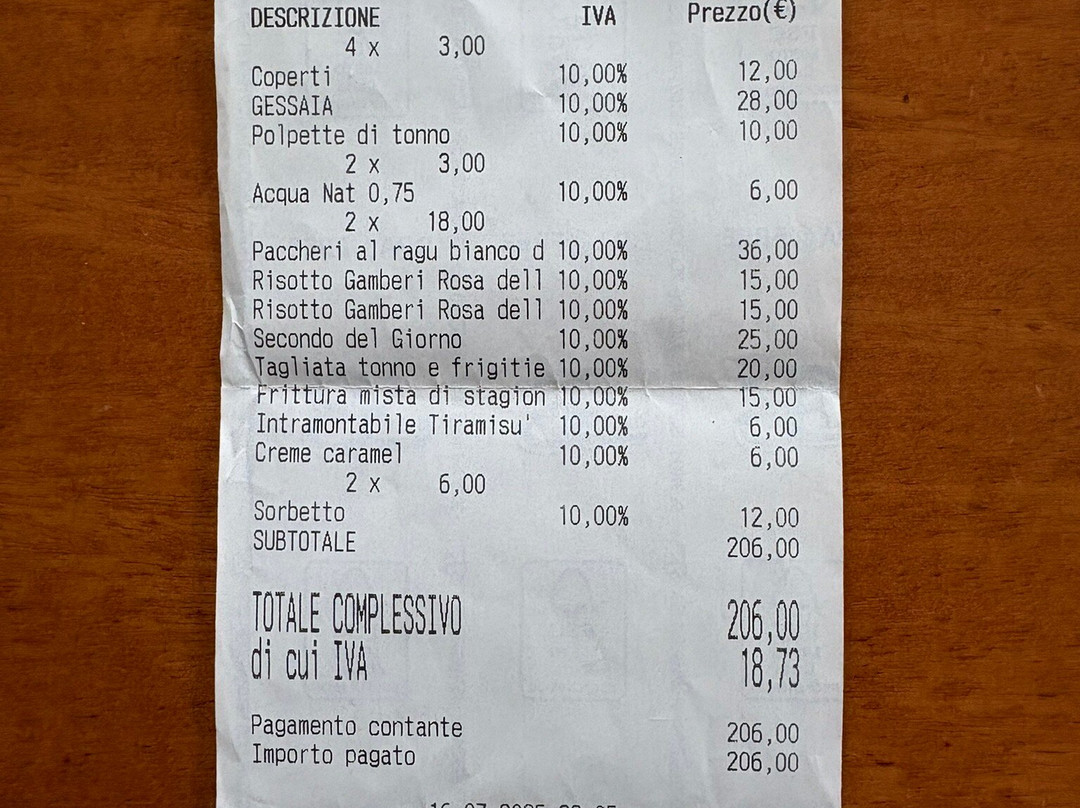 DESCRIZIONE IVA Prezzo(€)
4 x 3,00
Coperti 10,00% 12,00
GESSAIA 10,00% 28,00
Polpette di tonno 10,00% 10,00
2 x 3,00
Acqua Nat 0,75 10,00% 6,00
2 x 18,00
Paccheri al ragu bianco d 10,00% 36,00
Risotto Gamberi Rosa dell 10,00% 15,00
Risotto Gamberi Rosa dell 10,00% 15,00
Secondo del Giorno 10,00% 25,00
Tagliata tonno e frigitie 10,00% 20,00
Frittura mista di stagion 10,00% 15,00
Intramontabile Tiramisu' 10,00% 6,00
Creme caramel 10,00% 6,00
2 x 6,00
Sorbetto 10,00% 12,00
SUBTOTALE 206,00
TOTALE COMPLESSIVO 206,00
di cui IVA 18,73
Pagamento contante 206,00
Importo pagato 206,00